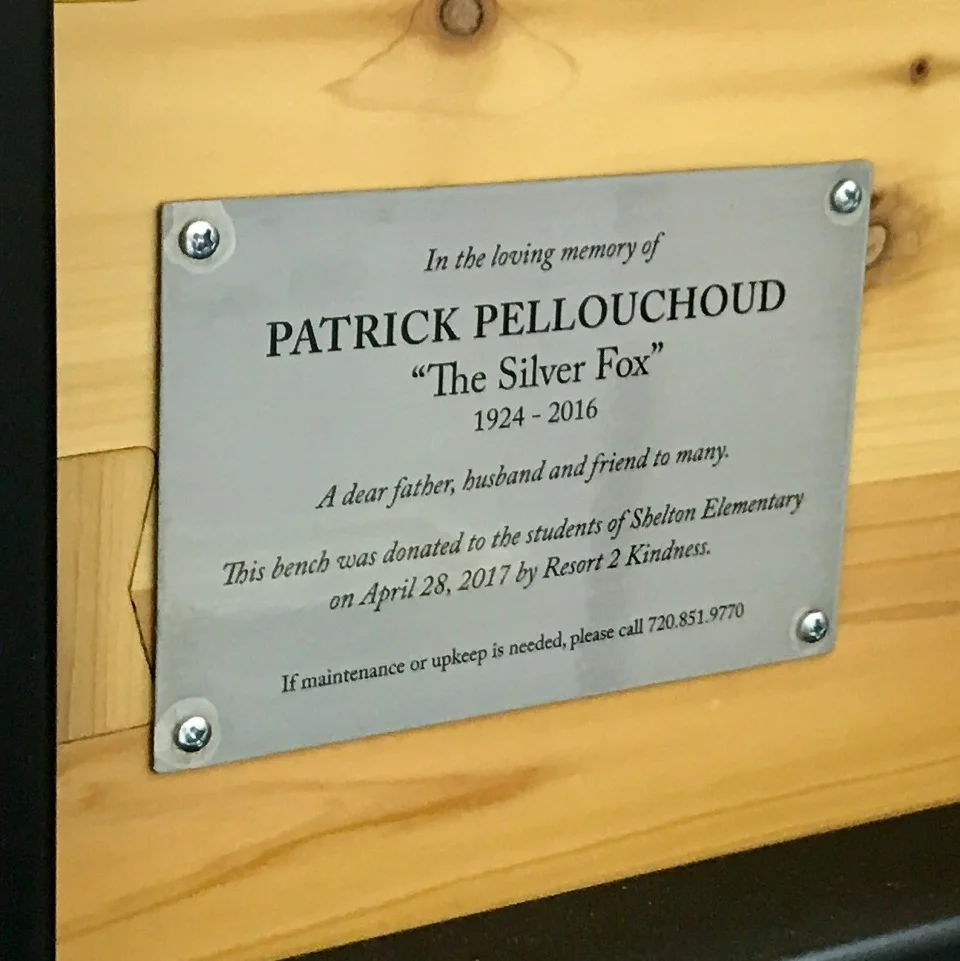 In the loving memory of
PATRICK PELLOUCHOUD
“The Silver Fox”
1924 - 2016
A dear father, husband and friend to many.
This bench was donated to the students of Shelton Elementary
on April 28, 2017 by Resort 2 Kindness.
If maintenance or upkeep is needed, please call 720.851.9770